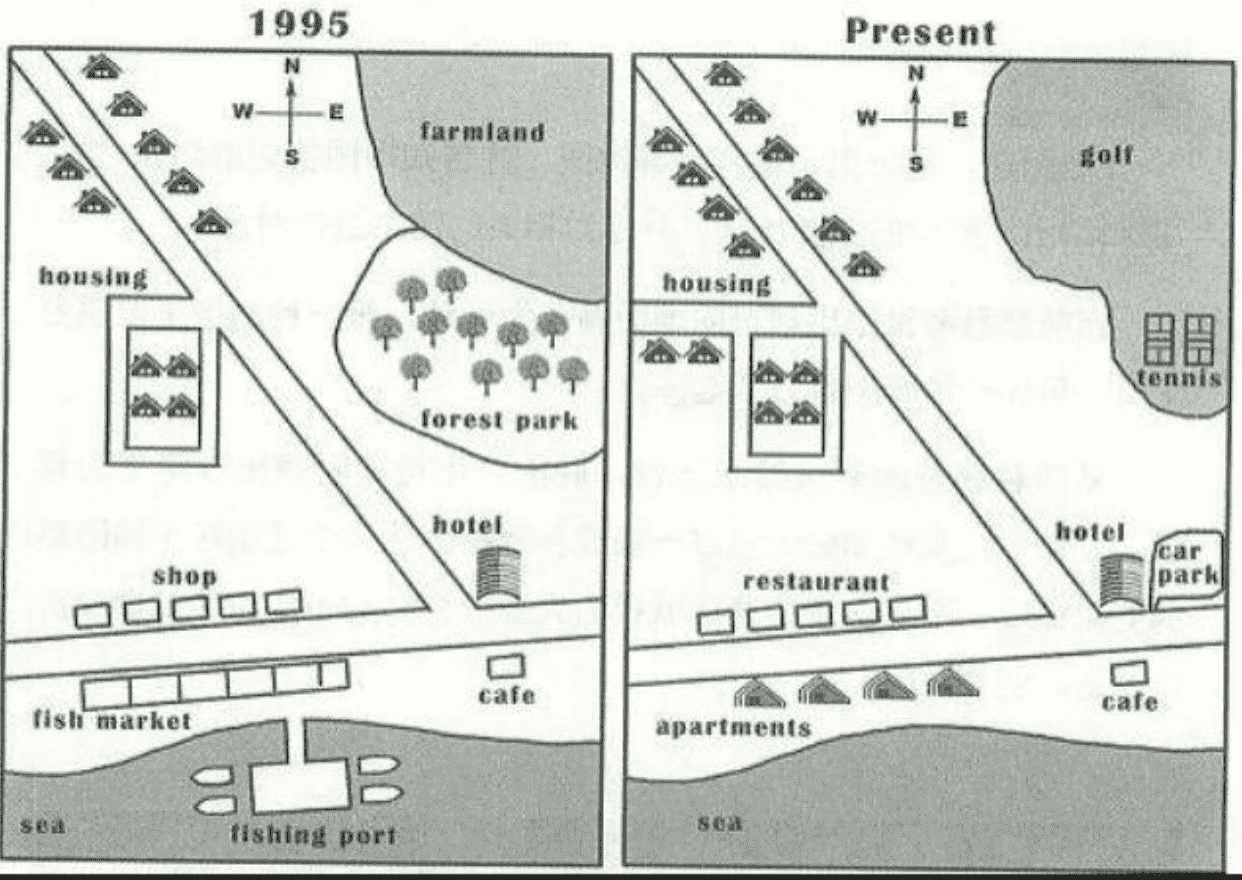 1995
N
W E
S
farmland
housing
forest park
hotel
shop
cafe
fish market
sea
fishing port
Present
N
W E
S
golf
housing
tennis
hotel
car
park
restaurant
cafe
apartments
sea